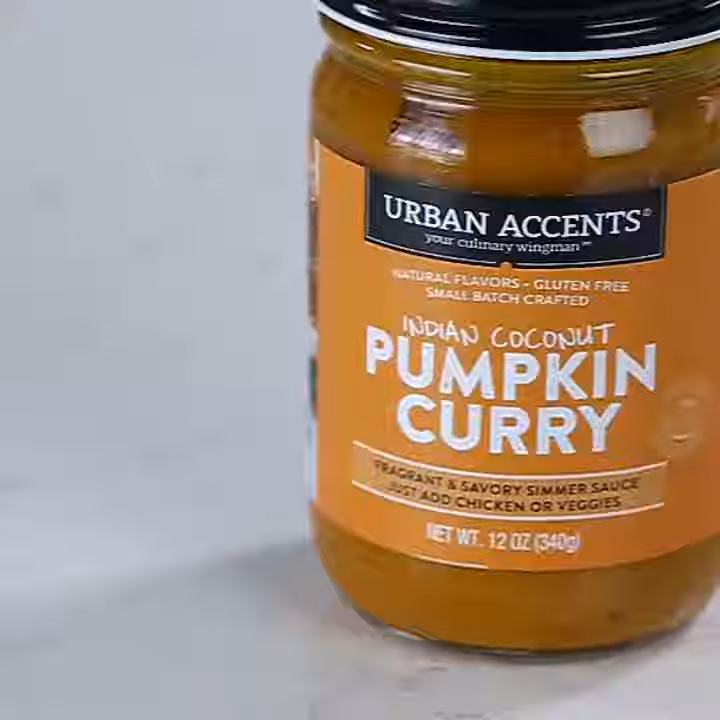 URBAN ACCENTS®
your culinary wingman™
NATURAL FLAVORS • GLUTEN FREE
SMALL BATCH CRAFTED
INDIAN COCONUT
PUMPKIN
CURRY
FRAGRANT & SAVORY SIMMER SAUCE
JUST ADD CHICKEN OR VEGGIES
NET WT. 12 OZ (340g)